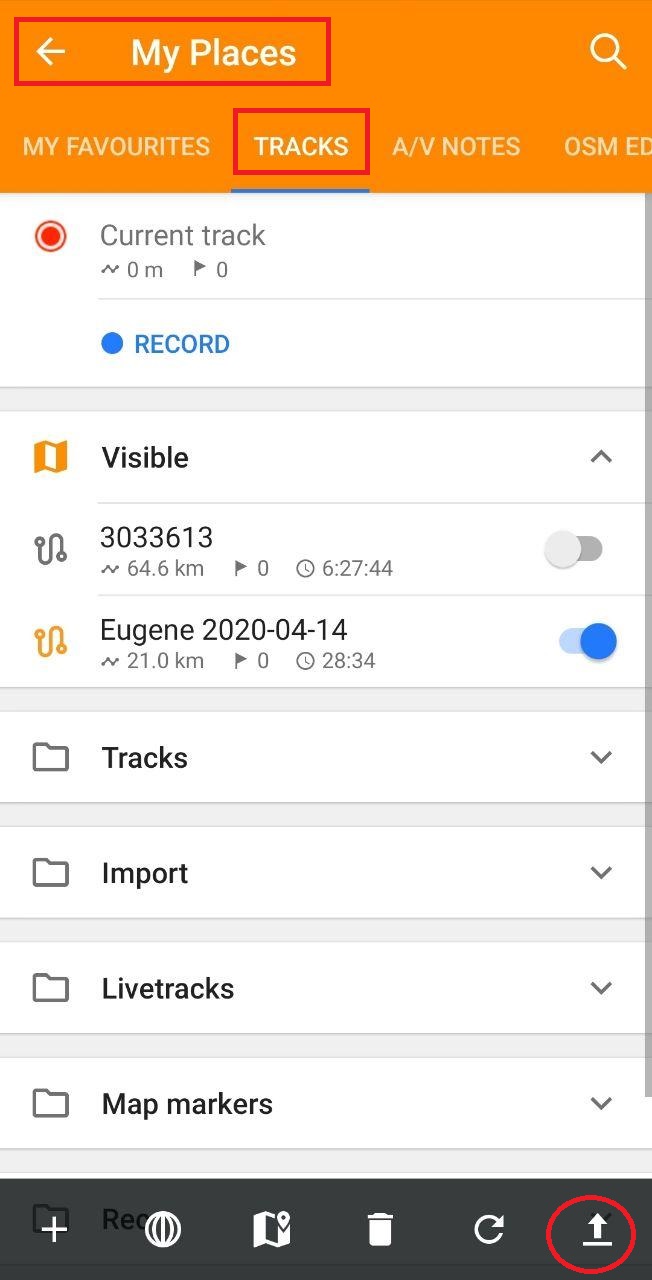 My Places
MY FAVOURITES TRACKS A/V NOTES OSM ED
Current track
0 m 0
RECORD
Visible
3033613
64.6 km 0 6:27:44
Eugene 2020-04-14
21.0 km 0 28:34
Tracks
Import
Livetracks
Map markers
Rec